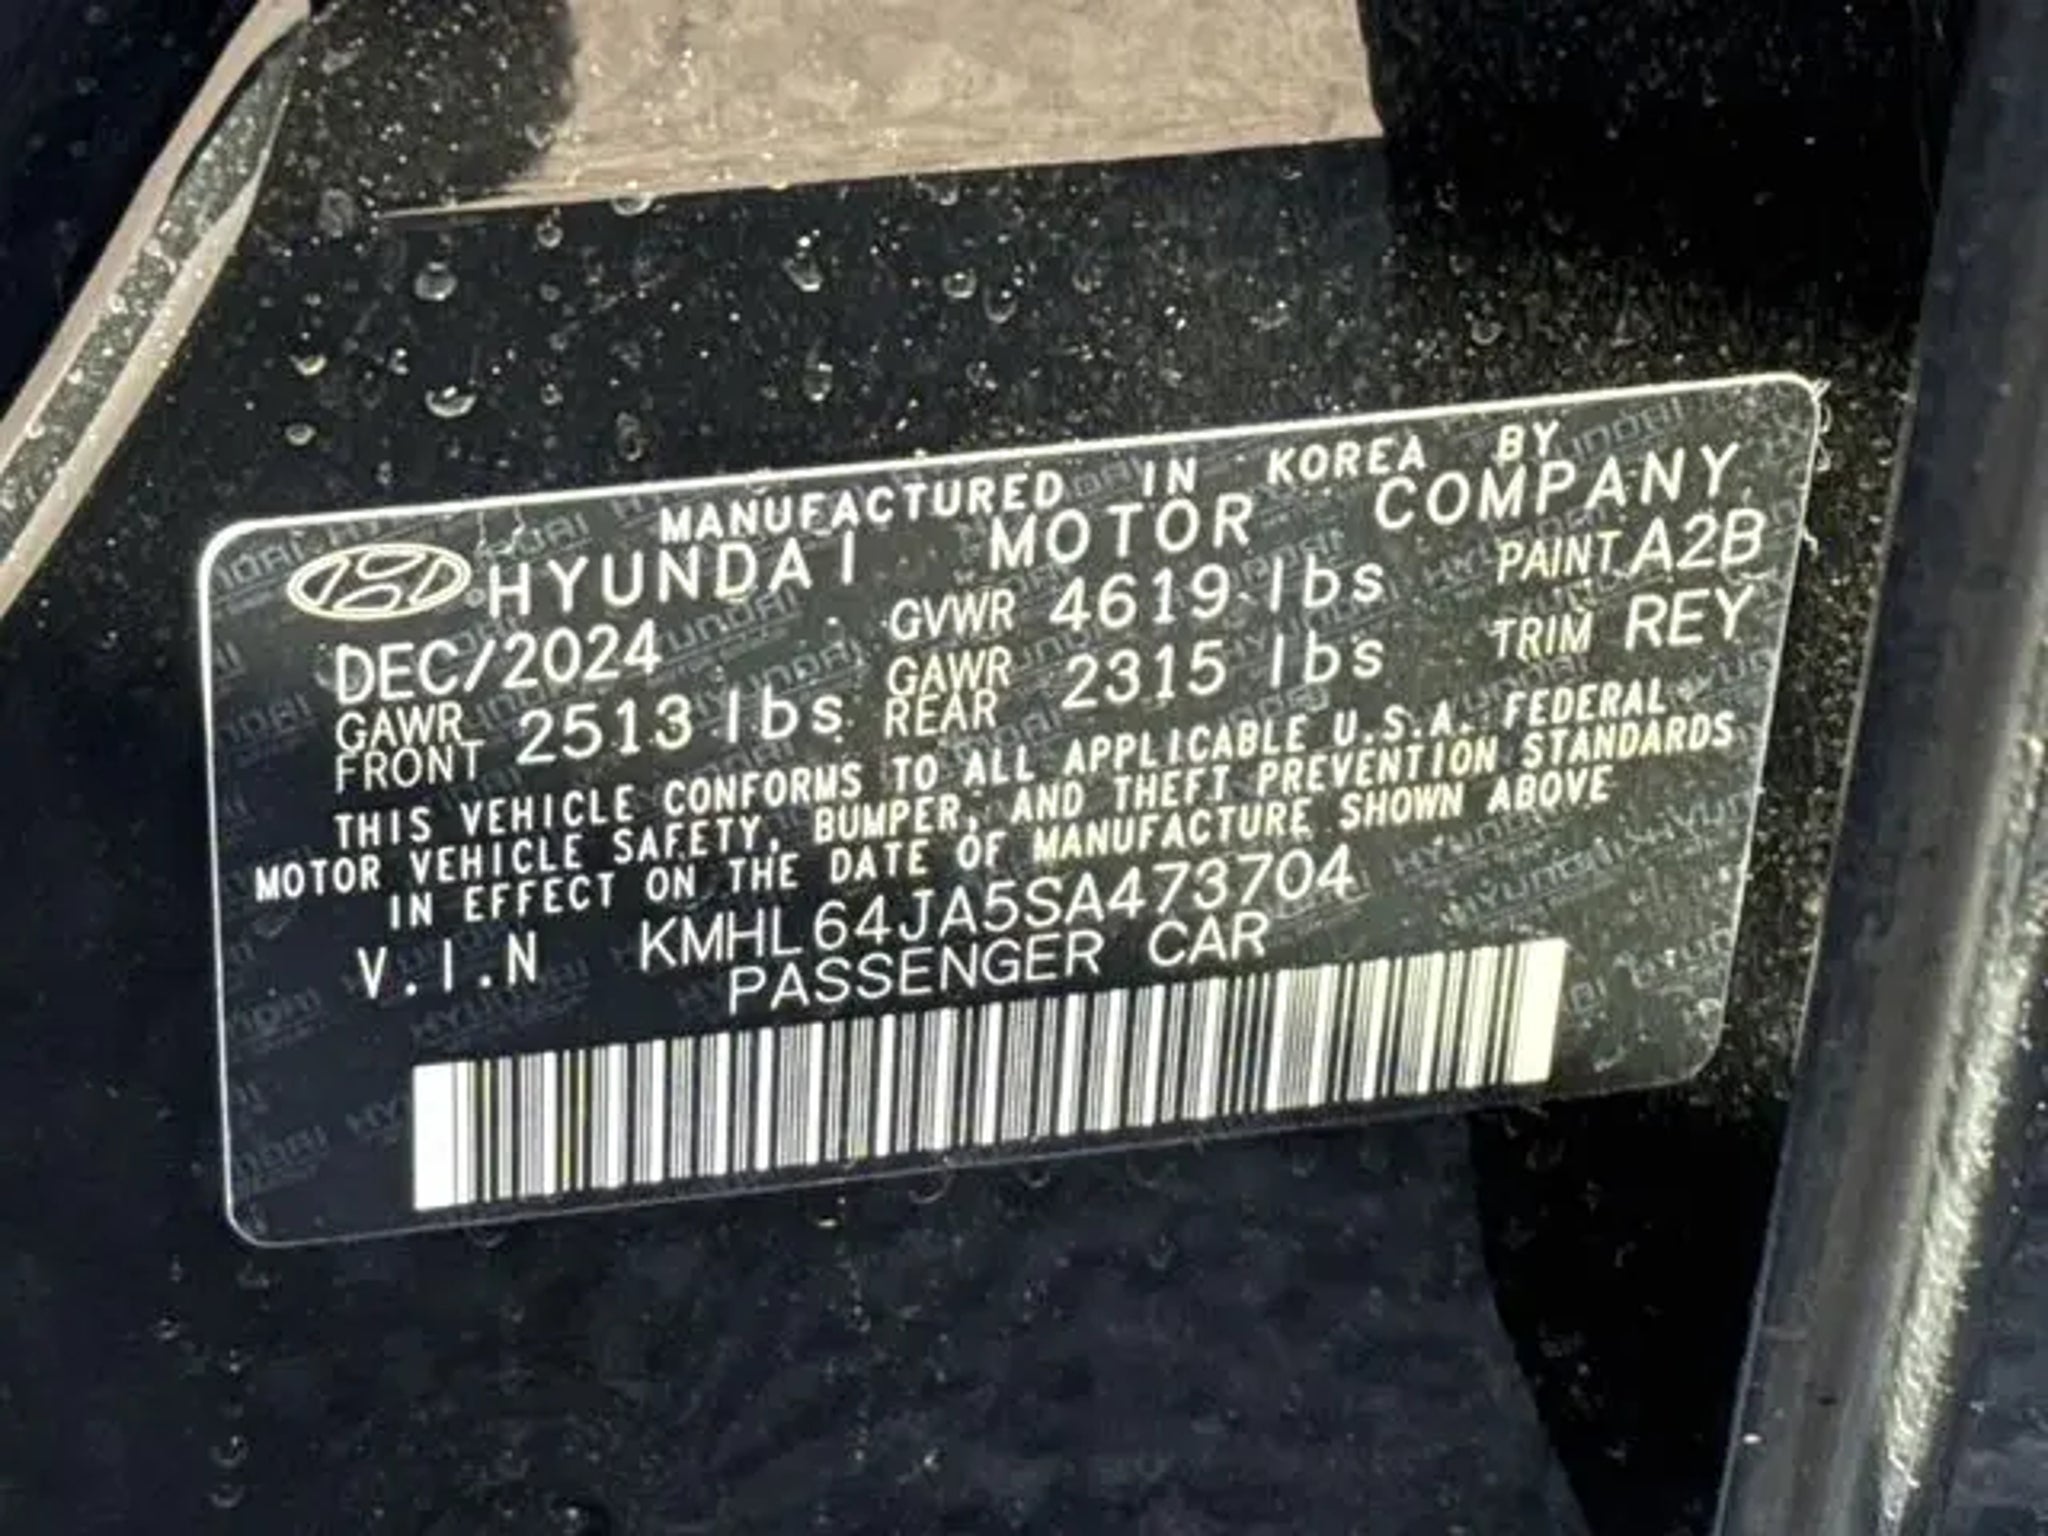 MANUFACTURED IN KOREA BY
HYUNDAI MOTOR COMPANY
DEC/2024 GVWR 4619 lbs PAINT A2B
GAWR FRONT 2513 lbs GAWR REAR 2315 lbs TRIM REY
THIS VEHICLE CONFORMS TO ALL APPLICABLE U.S.A. FEDERAL
MOTOR VEHICLE SAFETY, BUMPER, AND THEFT PREVENTION STANDARDS
IN EFFECT ON THE DATE OF MANUFACTURE SHOWN ABOVE
V.I.N KMHL64JA5SA473704
PASSENGER CAR